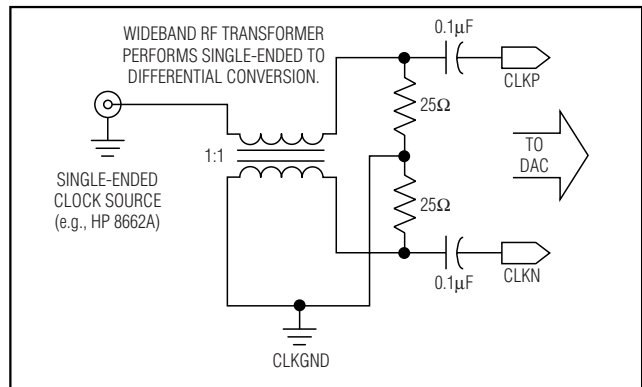 WIDEBAND RF TRANSFORMER
PERFORMS SINGLE-ENDED TO
DIFFERENTIAL CONVERSION.
0.1μF
CLKP
25Ω
1:1
TO
DAC
SINGLE-ENDED
CLOCK SOURCE
(e.g., HP 8662A)
25Ω
0.1μF
CLKN
CLKGND